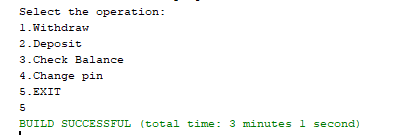 Select the operation:
1.Withdraw
2.Deposit
3.Check Balance
4.Change pin
5.EXIT
5
BUILD SUCCESSFUL (total time: 3 minutes 1 second)